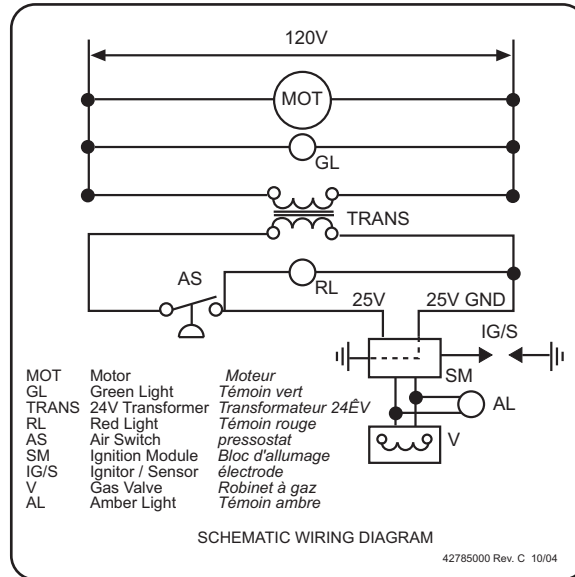 120V
MOT
GL
TRANS
AS
RL
25V 25V GND
IG/S
SM
AL
V
MOT Motor Moteur
GL Green Light Témoin vert
TRANS 24V Transformer Transformateur 24ÊV
RL Red Light Témoin rouge
AS Air Switch pressostat
SM Ignition Module Bloc d'allumage
IG/S Ignitor / Sensor électrode
V Gas Valve Robinet à gaz
AL Amber Light Témoin ambre
SCHEMATIC WIRING DIAGRAM
42785000 Rev. C 10/04